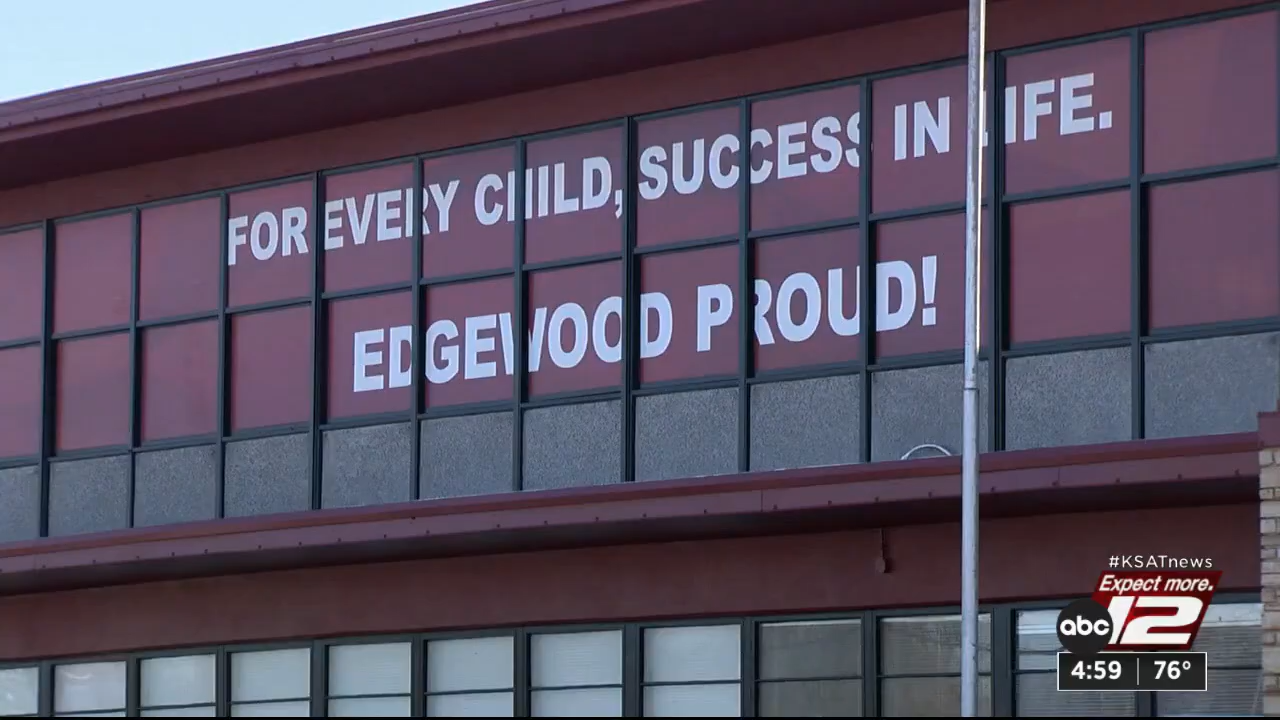 FOR EVERY CHILD, SUCCESS IN LIFE.
EDGEWOOD PROUD!
#KSATnews
Expect more.
abc 12
4:59 76°